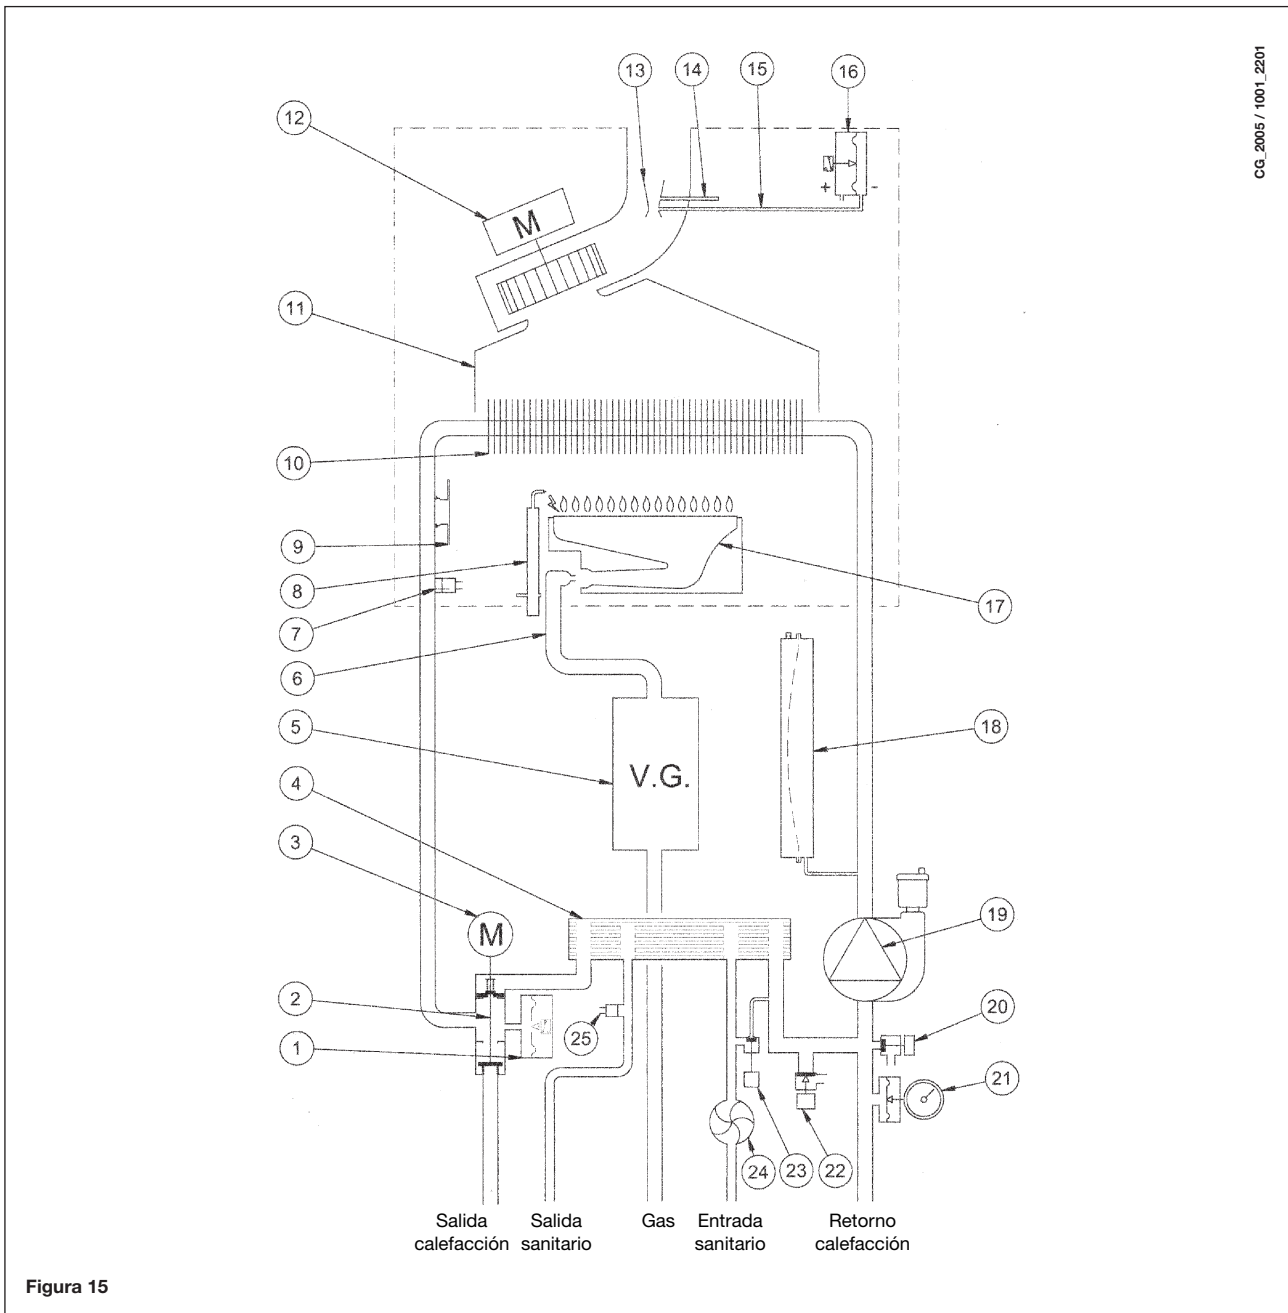 CG_2005 / 1001_2201
13
14
15
16
12
M
+
-
11
10
9
8
7
17
6
5
V.G.
18
4
3
M
19
2
1
25
20
21
24
23
22
Salida calefacción
Salida sanitario
Gas
Entrada sanitario
Retorno calefacción
Figura 15